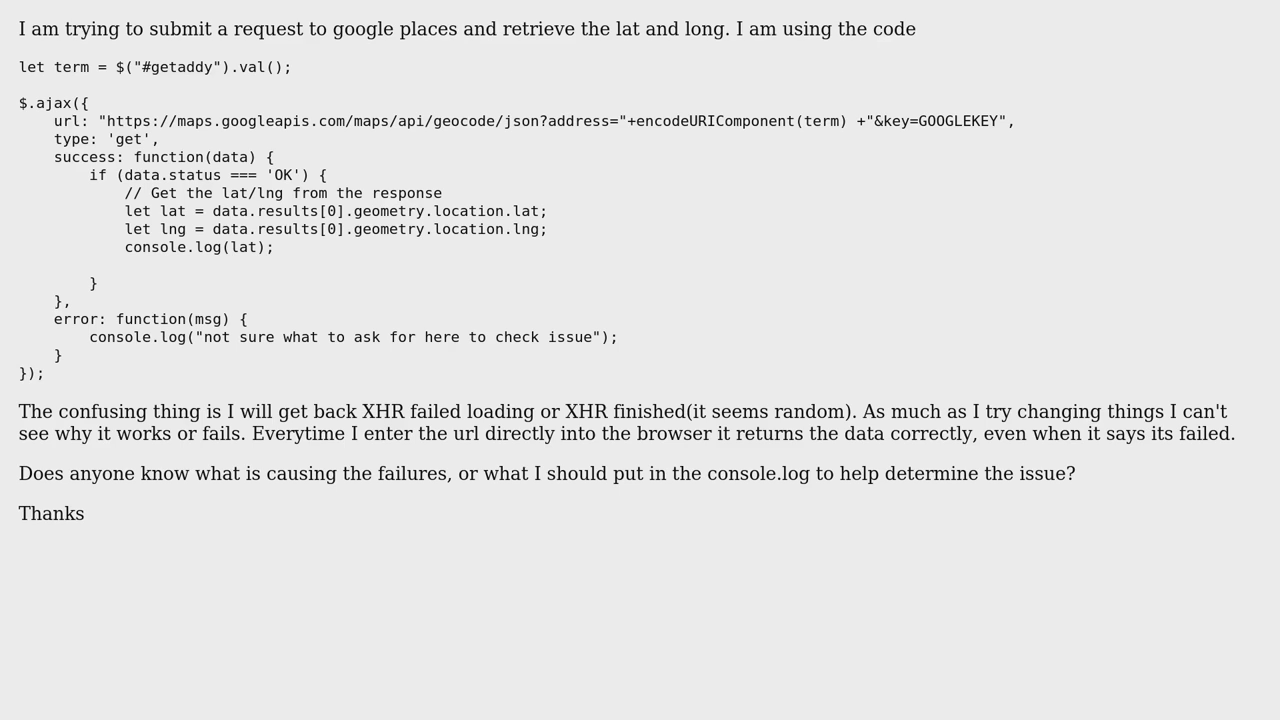 I am trying to submit a request to google places and retrieve the lat and long. I am using the code
let term = $("#getaddy").val();
$.ajax({
    url: "https://maps.googleapis.com/maps/api/geocode/json?address="+encodeURIComponent(term) +"&key=GOOGLEKEY",
    type: 'get',
    success: function(data) {
        if (data.status === 'OK') {
            // Get the lat/lng from the response
            let lat = data.results[0].geometry.location.lat;
            let lng = data.results[0].geometry.location.lng;
            console.log(lat);
        }
    },
    error: function(msg) {
        console.log("not sure what to ask for here to check issue");
    }
});
The confusing thing is I will get back XHR failed loading or XHR finished(it seems random). As much as I try changing things I can't
see why it works or fails. Everytime I enter the url directly into the browser it returns the data correctly, even when it says its failed.
Does anyone know what is causing the failures, or what I should put in the console.log to help determine the issue?
Thanks